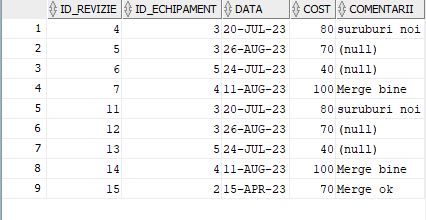 ID_REVIZIE ID_ECHIPAMENT DATA COST COMENTARII
1 4 3 20-JUL-23 80 suruburi noi
2 5 3 26-AUG-23 70 (null)
3 6 5 24-JUL-23 40 (null)
4 7 4 11-AUG-23 100 Merge bine
5 11 3 20-JUL-23 80 suruburi noi
6 12 3 26-AUG-23 70 (null)
7 13 5 24-JUL-23 40 (null)
8 14 4 11-AUG-23 100 Merge bine
9 15 2 15-APR-23 70 Merge ok